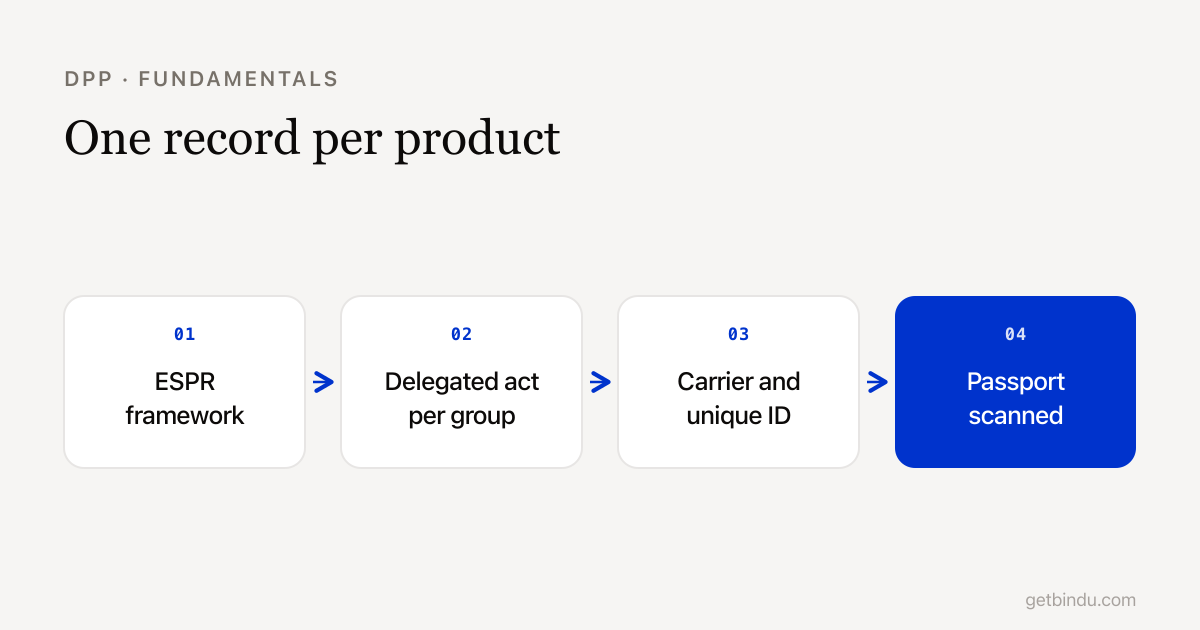 DPP · FUNDAMENTALS
One record per product
01
ESPR
framework
02
Delegated act
per group
03
Carrier and
unique ID
04
Passport
scanned
getbindu.com